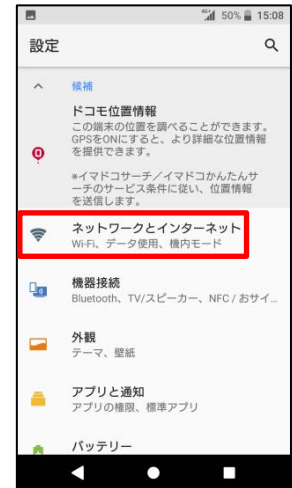 4G+ 50% 15:08
設定
候補
ドコモ位置情報
この端末の位置を調べることができます。
GPSをONにすると、より詳細な位置情報
を提供できます。
*イマドコサーチ／イマドコかんたんサ
ーチのサービス条件に従い、位置情報
を送信します。
ネットワークとインターネット
Wi-Fi、データ使用、機内モード
機器接続
Bluetooth、TV/スピーカー、NFC / おサイ...
外観
テーマ、壁紙
アプリと通知
アプリの権限、標準アプリ
バッテリー